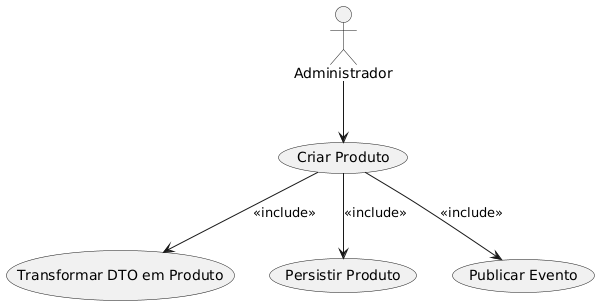 Administrador
Criar Produto
«include»
«include»
«include»
Transformar DTO em Produto
Persistir Produto
Publicar Evento